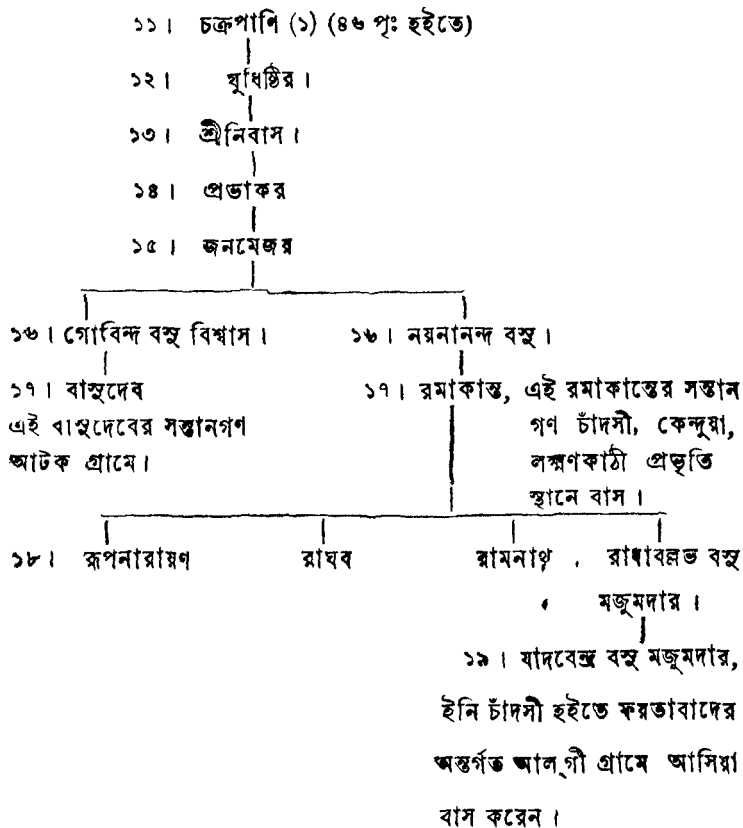 ১১। চক্রপাণি (১) (৪৬ পৃঃ হইতে)
১২। যুধিষ্ঠির।
১৩। শ্রীনিবাস।
১৪। প্রভাকর
১৫। জনমেজয়
১৬। গোবিন্দ বসু বিশ্বাস।
১৬। নয়নানন্দ বসু।
১৭। বাসুদেব
এই বাসুদেবের সন্তানগণ
আটক গ্রামে।
১৭। রমাকান্ত, এই রমাকান্তের সন্তান
গণ চাঁদসী, কেন্দুয়া,
লক্ষ্মণকাঠী প্রভৃতি
স্থানে বাস।
১৮। রূপনারায়ণ রাঘব রামনাথ রাধাবল্লভ বসু
মজুমদার।
১৯। যাদবেন্দ্র বসু মজুমদার,
ইনি চাঁদসী হইতে ফয়তাবাদের
অন্তর্গত আল্গী গ্রামে আসিয়া
বাস করেন।